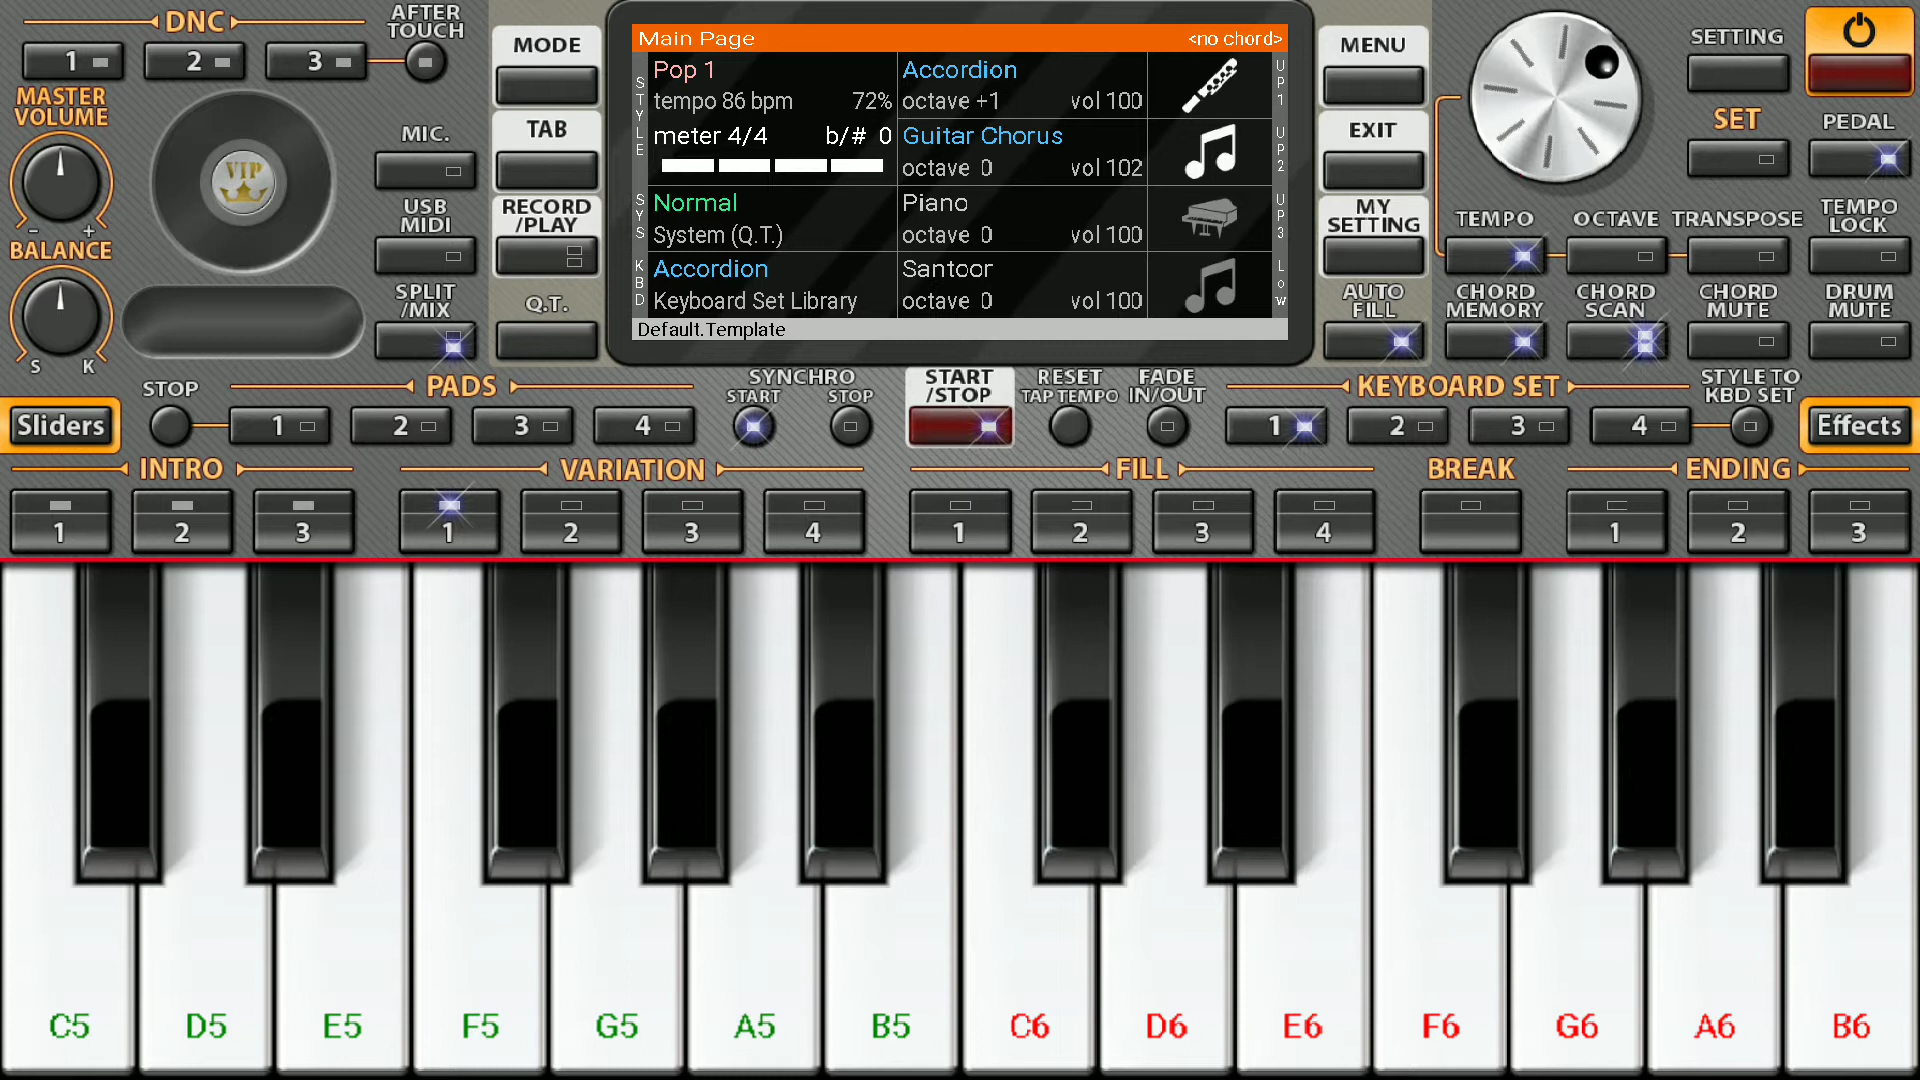 DNC
AFTER
TOUCH
1
2
3
MASTER
VOLUME
- +
BALANCE
S K
VIP
MIC.
USB
MIDI
SPLIT
/MIX
MODE
TAB
RECORD
/PLAY
Q.T.
Main Page <no chord>
STYLE
Pop 1
tempo 86 bpm 72%
meter 4/4 b/# 0
SYS
Normal
System (Q.T.)
KBD
Accordion
Keyboard Set Library
Accordion
octave +1 vol 100
UP1
Guitar Chorus
octave 0 vol 102
UP2
Piano
octave 0 vol 100
UP3
Santoor
octave 0 vol 100
Low
Default.Template
MENU
EXIT
MY
SETTING
AUTO
FILL
SETTING
SET
PEDAL
TEMPO
OCTAVE
TRANSPOSE
TEMPO
LOCK
CHORD
MEMORY
CHORD
SCAN
CHORD
MUTE
DRUM
MUTE
Sliders
STOP
PADS
1
2
3
4
SYNCHRO
START
STOP
START
/STOP
RESET
TAP TEMPO
FADE
IN/OUT
KEYBOARD SET
1
2
3
4
STYLE TO
KBD SET
Effects
INTRO
1
2
3
VARIATION
1
2
3
4
FILL
1
2
3
4
BREAK
ENDING
1
2
3
C5
D5
E5
F5
G5
A5
B5
C6
D6
E6
F6
G6
A6
B6